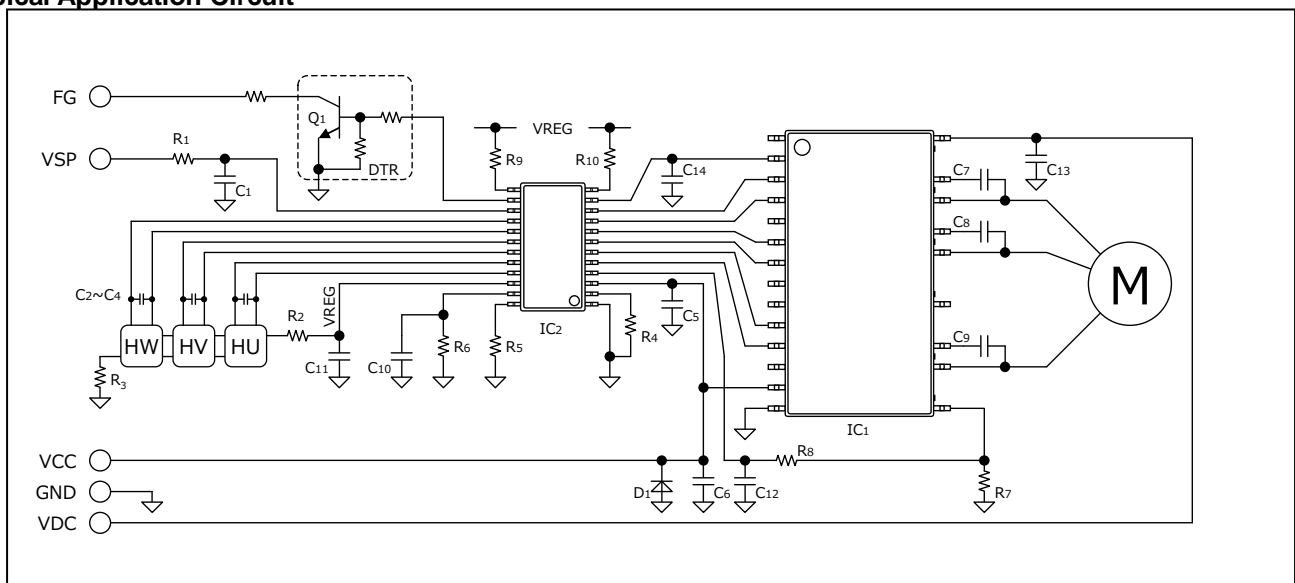 pical Application Circuit
FG
Q1
DTR
VREG
R9
R10
VSP
R1
C1
C14
C7
C13
C8
C2~C4
HW
HV
HU
R2
VREG
R3
C11
C10
R6
R5
IC2
R4
C5
C9
M
IC1
VCC
GND
VDC
D1
C6
C12
R8
R7